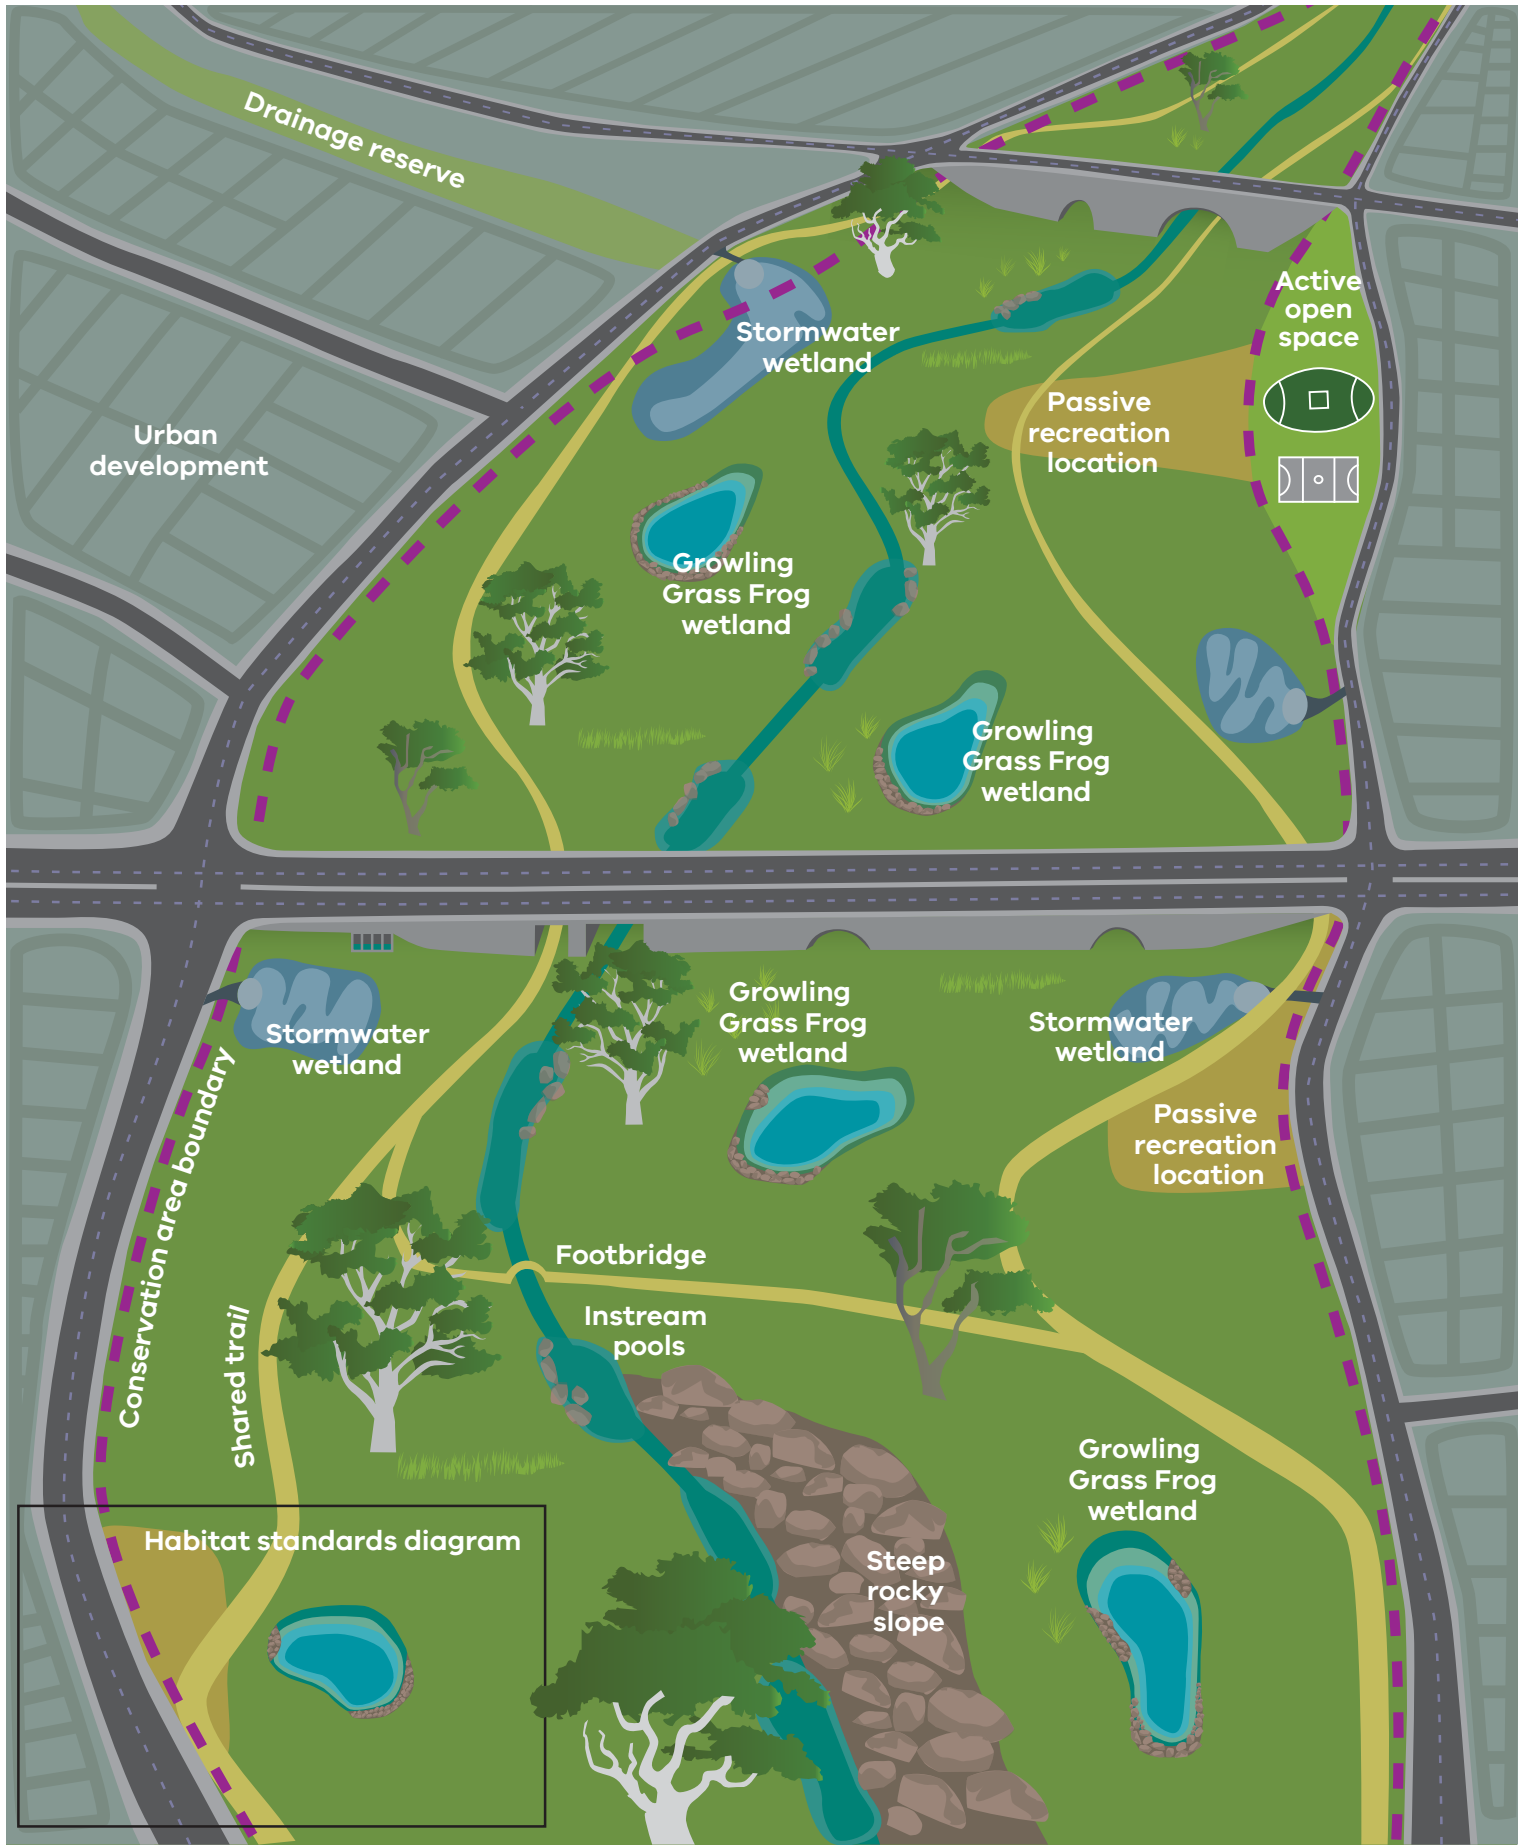 Drainage reserve
Active
open
space
Stormwater
wetland
Passive
recreation
location
Urban
development
Growling
Grass Frog
wetland
Growling
Grass Frog
wetland
Growling
Grass Frog
wetland
Stormwater
wetland
Stormwater
wetland
Conservation area boundary
Passive
recreation
location
Footbridge
Instream
pools
Shared trail
Growling
Grass Frog
wetland
Habitat standards diagram
Steep
rocky
slope